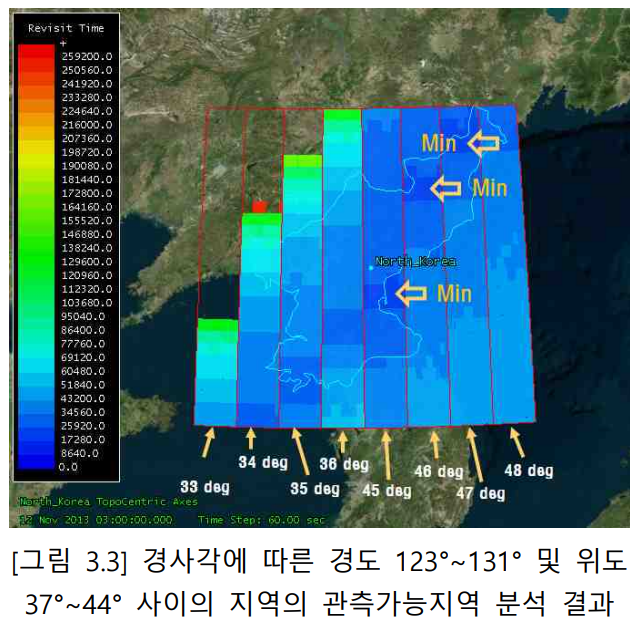 Revisit Time
+
259200.0
250560.0
241920.0
233280.0
224640.0
216000.0
207360.0
198720.0
190080.0
181440.0
172800.0
164160.0
155520.0
146880.0
138240.0
129600.0
120960.0
112320.0
103680.0
95040.0
86400.0
77760.0
69120.0
60480.0
51840.0
43200.0
34560.0
25920.0
17280.0
8640.0
0.0
Min
Min
North_Korea
Min
33 deg
34 deg
35 deg
36 deg
45 deg
46 deg
47 deg
48 deg
North_Korea TopoCentric Axes
12 Nov 2013 03:00:00.000 Time Step: 60.00 sec
[그림 3.3] 경사각에 따른 경도 123°~131° 및 위도
37°~44° 사이의 지역의 관측가능지역 분석 결과